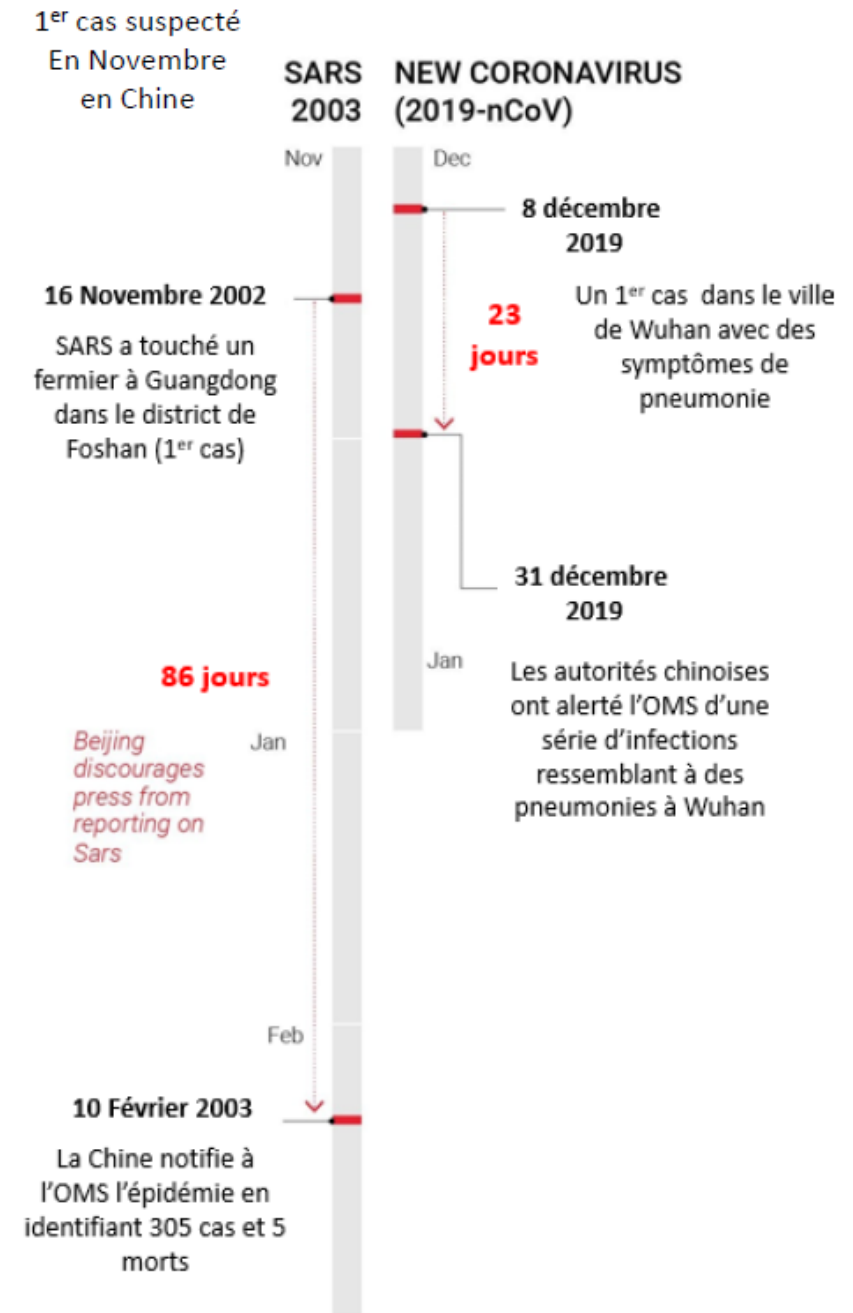 1er cas suspecté
En Novembre
en Chine
SARS
2003
NEW CORONAVIRUS
(2019-nCoV)
Nov
Dec
8 décembre
2019
Un 1er cas dans le ville
de Wuhan avec des
symptômes de
pneumonie
23
jours
16 Novembre 2002
SARS a touché un
fermier à Guangdong
dans le district de
Foshan (1er cas)
31 décembre
2019
Les autorités chinoises
ont alerté l’OMS d’une
série d’infections
ressemblant à des
pneumonies à Wuhan
Jan
86 jours
Beijing
discourages
press from
reporting on
Sars
Jan
Feb
10 Février 2003
La Chine notifie à
l’OMS l’épidémie en
identifiant 305 cas et 5
morts